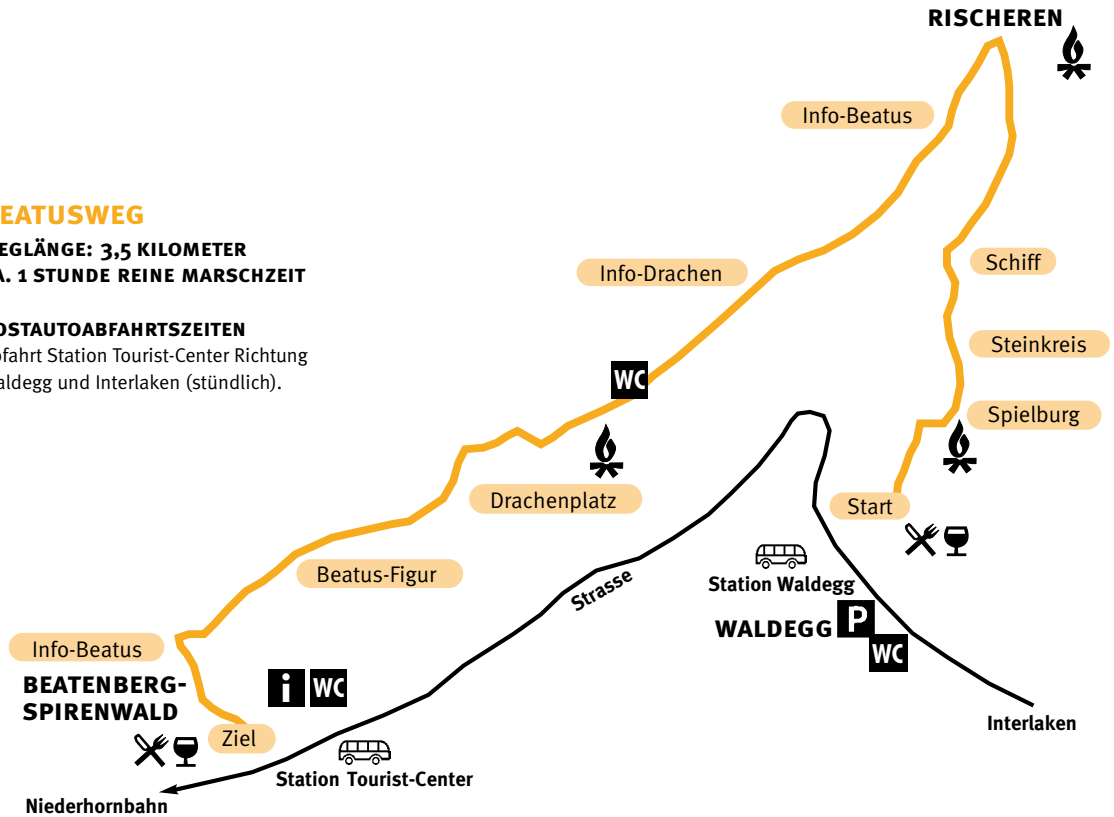 RISCHEREN
Info-Beatus
EATUSWEG
EGLÄNGE: 3,5 KILOMETER
A. 1 STUNDE REINE MARSCHZEIT
OSTAUTOABFAHRTSZEITEN
ofahrt Station Tourist-Center Richtung
aldegg und Interlaken (stündlich).
Info-Drachen
Schiff
Steinkreis
WC
Spielburg
Drachenplatz
Start
Beatus-Figur
Strasse
Station Waldegg
WALDEGG P
WC
Info-Beatus
BEATENBERG-
SPIRENWALD
i WC
Ziel
Interlaken
Station Tourist-Center
Niederhornbahn